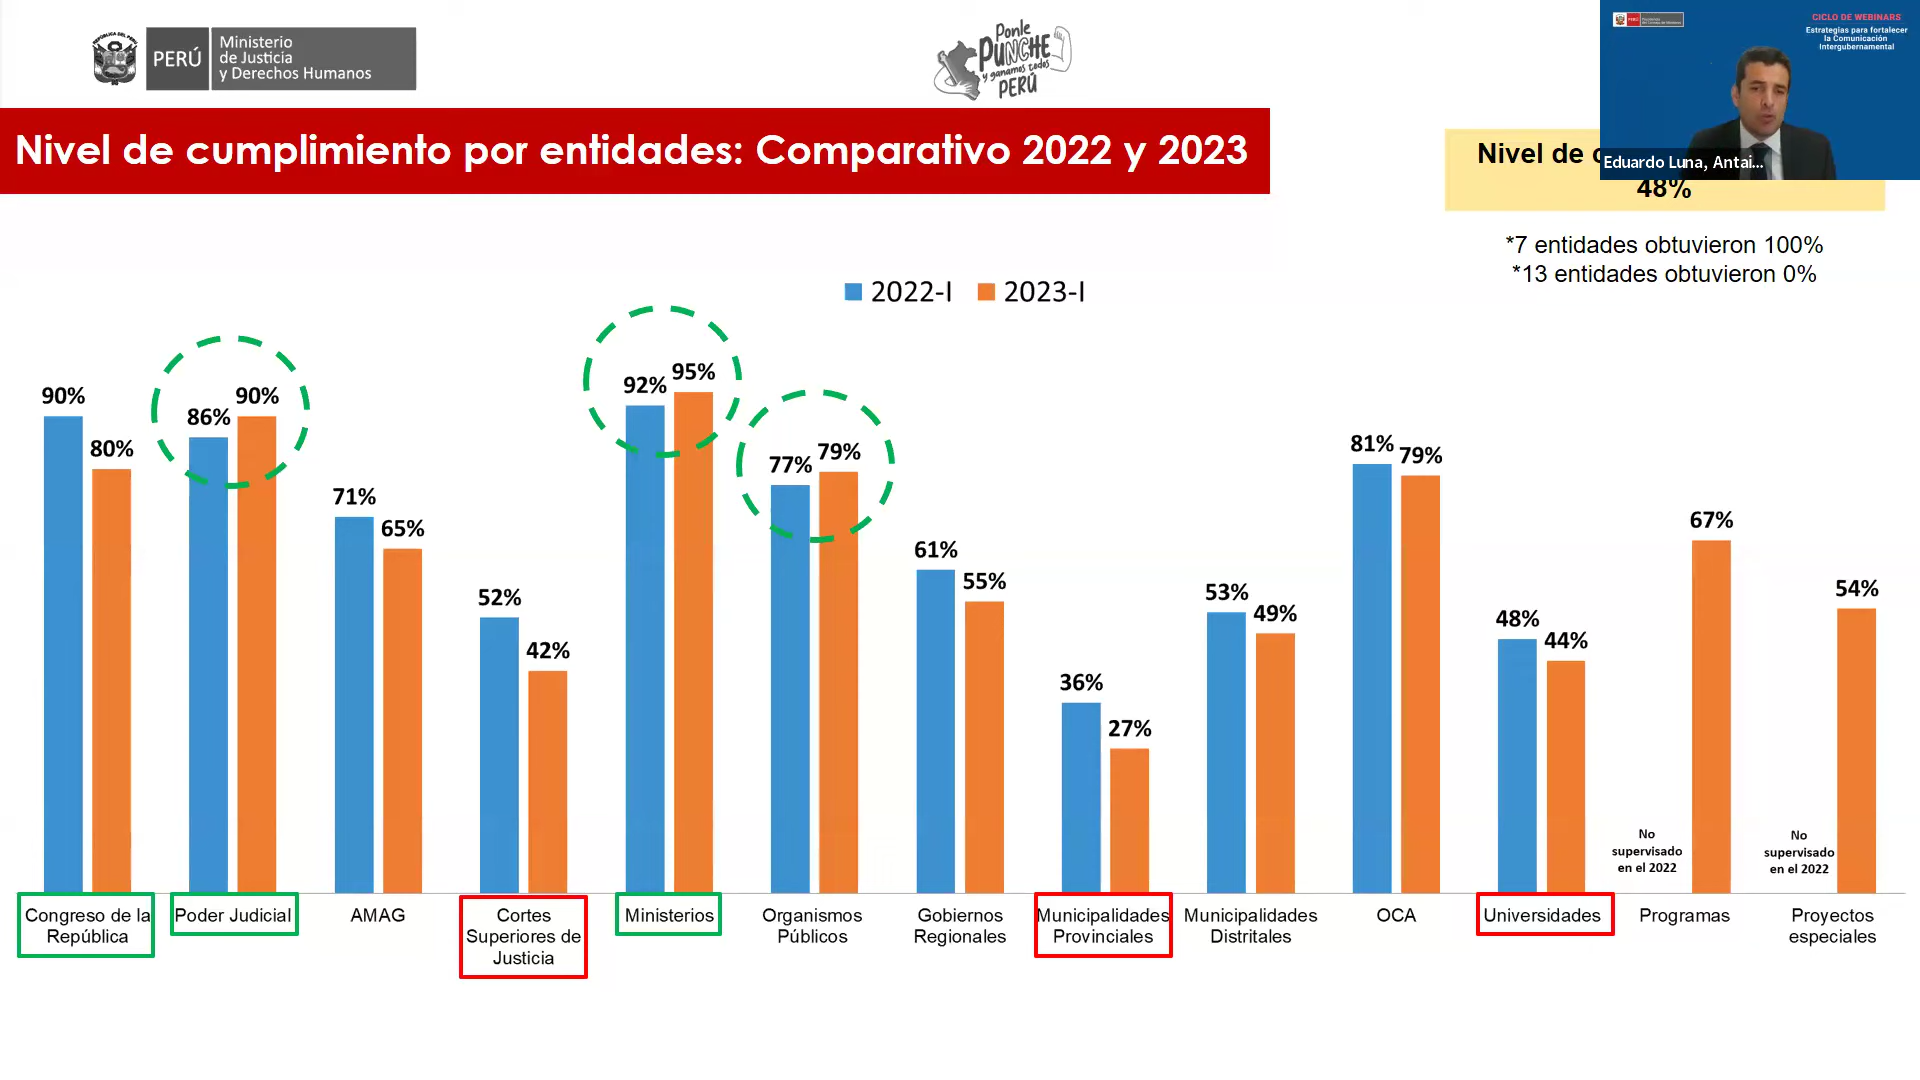 PERÚ
Ministerio
de Justicia
y Derechos Humanos
Ponle
PUNCHE
y ganamos todos
PERÚ
PERÚ
CICLO DE WEBINARS
Estrategias para fortalecer
la Comunicación
Intergubernamental
Eduardo Luna, Antai...
Nivel de cumplimiento por entidades: Comparativo 2022 y 2023
Nivel de
48%
*7 entidades obtuvieron 100%
*13 entidades obtuvieron 0%
2022-I 2023-I
90% 80%
86% 90%
71% 65%
52% 42%
92% 95%
77% 79%
61% 55%
36% 27%
53% 49%
81% 79%
48% 44%
No
supervisado
en el 2022
67%
No
supervisado
en el 2022
54%
Congreso de la
República
Poder Judicial
AMAG
Cortes
Superiores de
Justicia
Ministerios
Organismos
Públicos
Gobiernos
Regionales
Municipalidades
Provinciales
Municipalidades
Distritales
OCA
Universidades
Programas
Proyectos
especiales